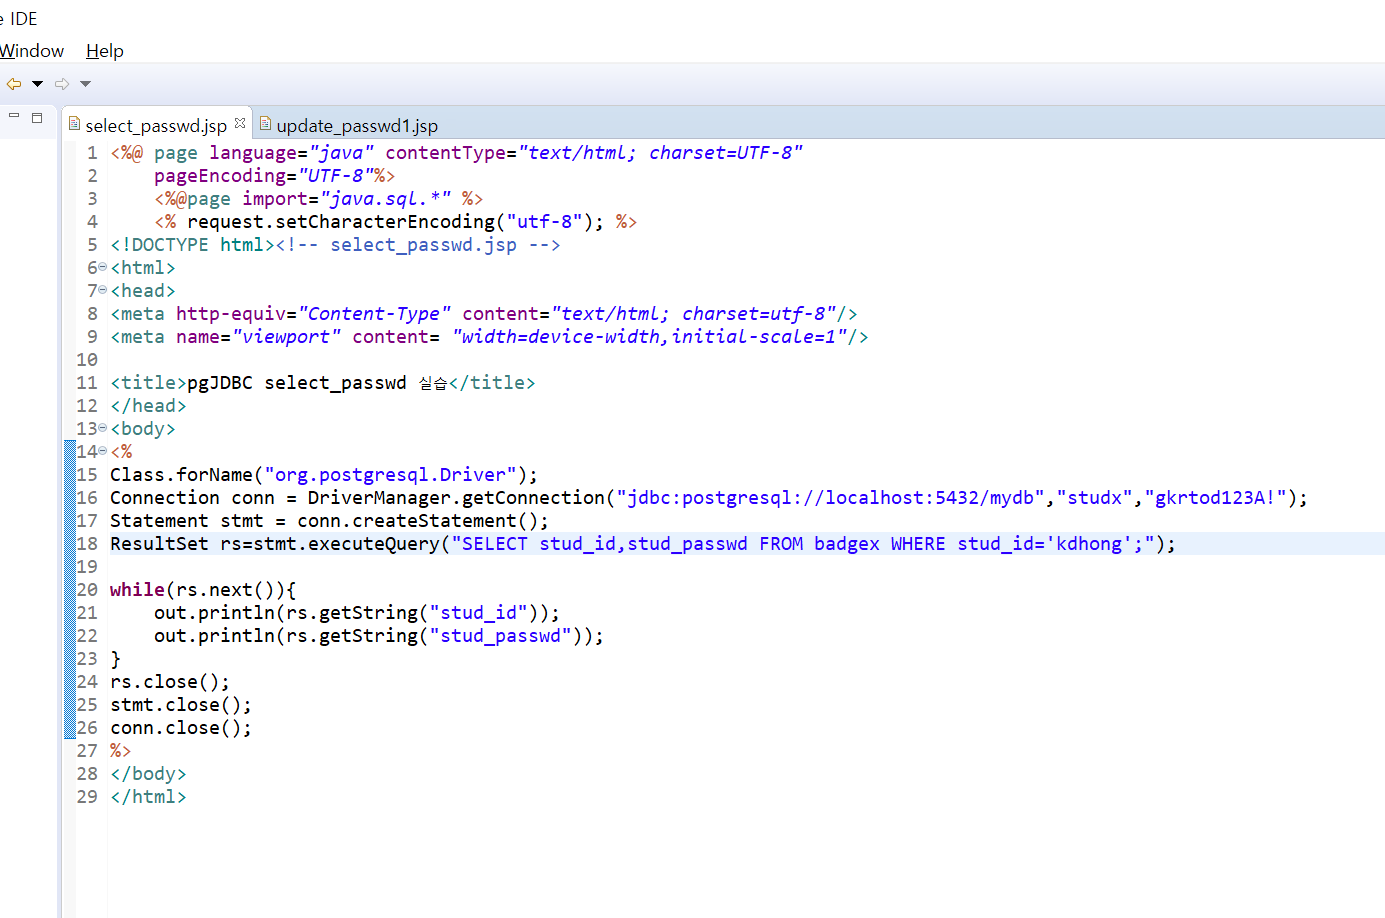 IDE
Window Help
select_passwd.jsp update_passwd1.jsp
1 <%@ page language="java" contentType="text/html; charset=UTF-8"
2 pageEncoding="UTF-8"%>
3 <%@page import="java.sql.*" %>
4 <% request.setCharacterEncoding("utf-8"); %>
5 <!DOCTYPE html><!-- select_passwd.jsp -->
6 <html>
7 <head>
8 <meta http-equiv="Content-Type" content="text/html; charset=utf-8"/>
9 <meta name="viewport" content= "width=device-width,initial-scale=1"/>
10
11 <title>pgJDBC select_passwd 실습</title>
12 </head>
13 <body>
14 <%
15 Class.forName("org.postgresql.Driver");
16 Connection conn = DriverManager.getConnection("jdbc:postgresql://localhost:5432/mydb","studx","gkrtod123A!");
17 Statement stmt = conn.createStatement();
18 ResultSet rs=stmt.executeQuery("SELECT stud_id,stud_passwd FROM badgex WHERE stud_id='kdhong';");
19
20 while(rs.next()){
21 out.println(rs.getString("stud_id"));
22 out.println(rs.getString("stud_passwd"));
23 }
24 rs.close();
25 stmt.close();
26 conn.close();
27 %>
28 </body>
29 </html>